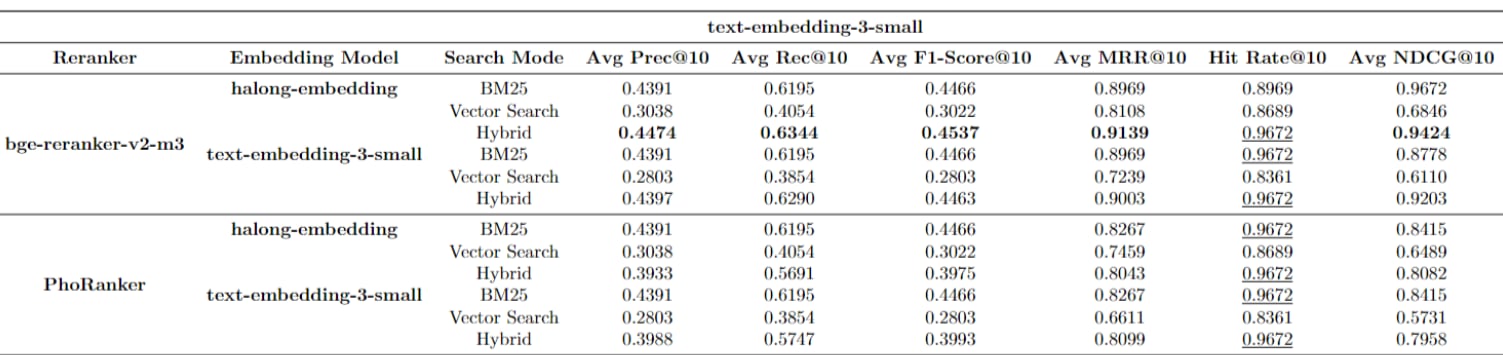 text-embedding-3-small
Reranker Embedding Model Search Mode Avg Prec@10 Avg Rec@10 Avg F1-Score@10 Avg MRR@10 Hit Rate@10 Avg NDCG@10
halong-embedding BM25 0.4391 0.6195 0.4466 0.8969 0.8969 0.9672
Vector Search 0.3038 0.4054 0.3022 0.8108 0.8689 0.6846
Hybrid 0.4474 0.6344 0.4537 0.9139 0.9672 0.9424
bge-reranker-v2-m3
text-embedding-3-small BM25 0.4391 0.6195 0.4466 0.8969 0.9672 0.8778
Vector Search 0.2803 0.3854 0.2803 0.7239 0.8361 0.6110
Hybrid 0.4397 0.6290 0.4463 0.9003 0.9672 0.9203
halong-embedding BM25 0.4391 0.6195 0.4466 0.8267 0.9672 0.8415
Vector Search 0.3038 0.4054 0.3022 0.7459 0.8689 0.6489
Hybrid 0.3933 0.5691 0.3975 0.8043 0.9672 0.8082
PhoRanker
text-embedding-3-small BM25 0.4391 0.6195 0.4466 0.8267 0.9672 0.8415
Vector Search 0.2803 0.3854 0.2803 0.6611 0.8361 0.5731
Hybrid 0.3988 0.5747 0.3993 0.8099 0.9672 0.7958